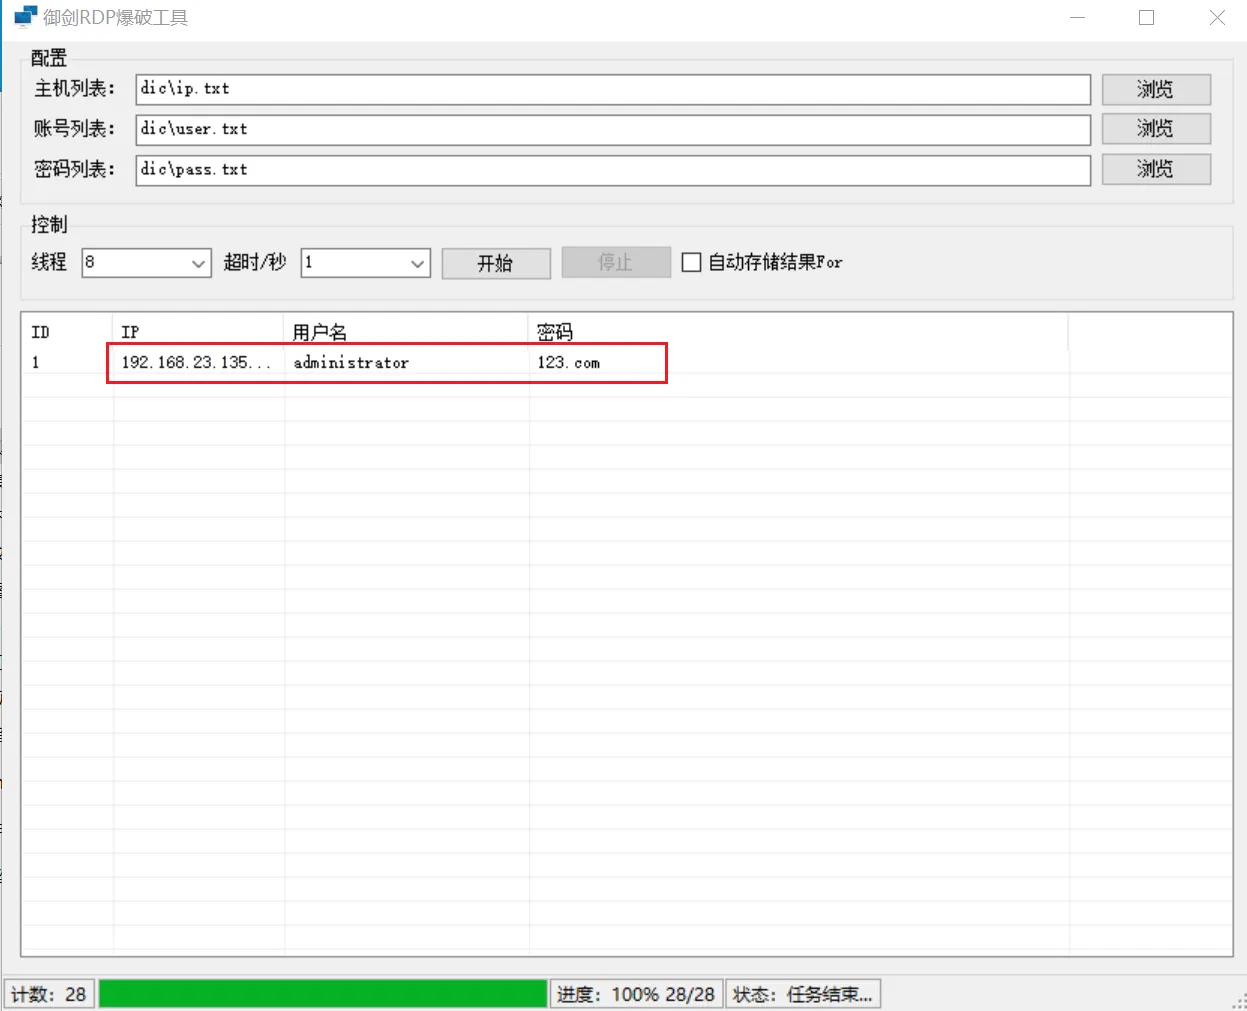 御剑RDP爆破工具
配置
主机列表： dic\ip.txt 浏览
账号列表： dic\user.txt 浏览
密码列表： dic\pass.txt 浏览
控制
线程 8 超时/秒 1 开始 停止 自动存储结果For
ID IP 用户名 密码
1 192.168.23.135... administrator 123.com
计数： 28 进度： 100% 28/28 状态： 任务结束...